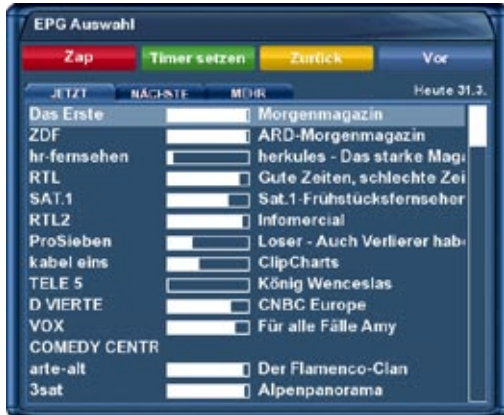 EPG Auswahl
Zap Timer setzen Zurück Vor
JETZT NÄCHSTE MEHR Heute 31.3.
Das Erste Morgenmagazin
ZDF ARD-Morgenmagazin
hr-fernsehen herkules - Das starke Maga
RTL Gute Zeiten, schlechte Zei
SAT.1 Sat.1-Frühstücksfernseher
RTL2 Infomercial
ProSieben Loser - Auch Verlierer hab
kabel eins ClipCharts
TELE 5 König Wenceslas
D VIERTE CNBC Europe
VOX Für alle Fälle Amy
COMEDY CENTR
arte-alt Der Flamenco-Clan
3sat Alpenpanorama